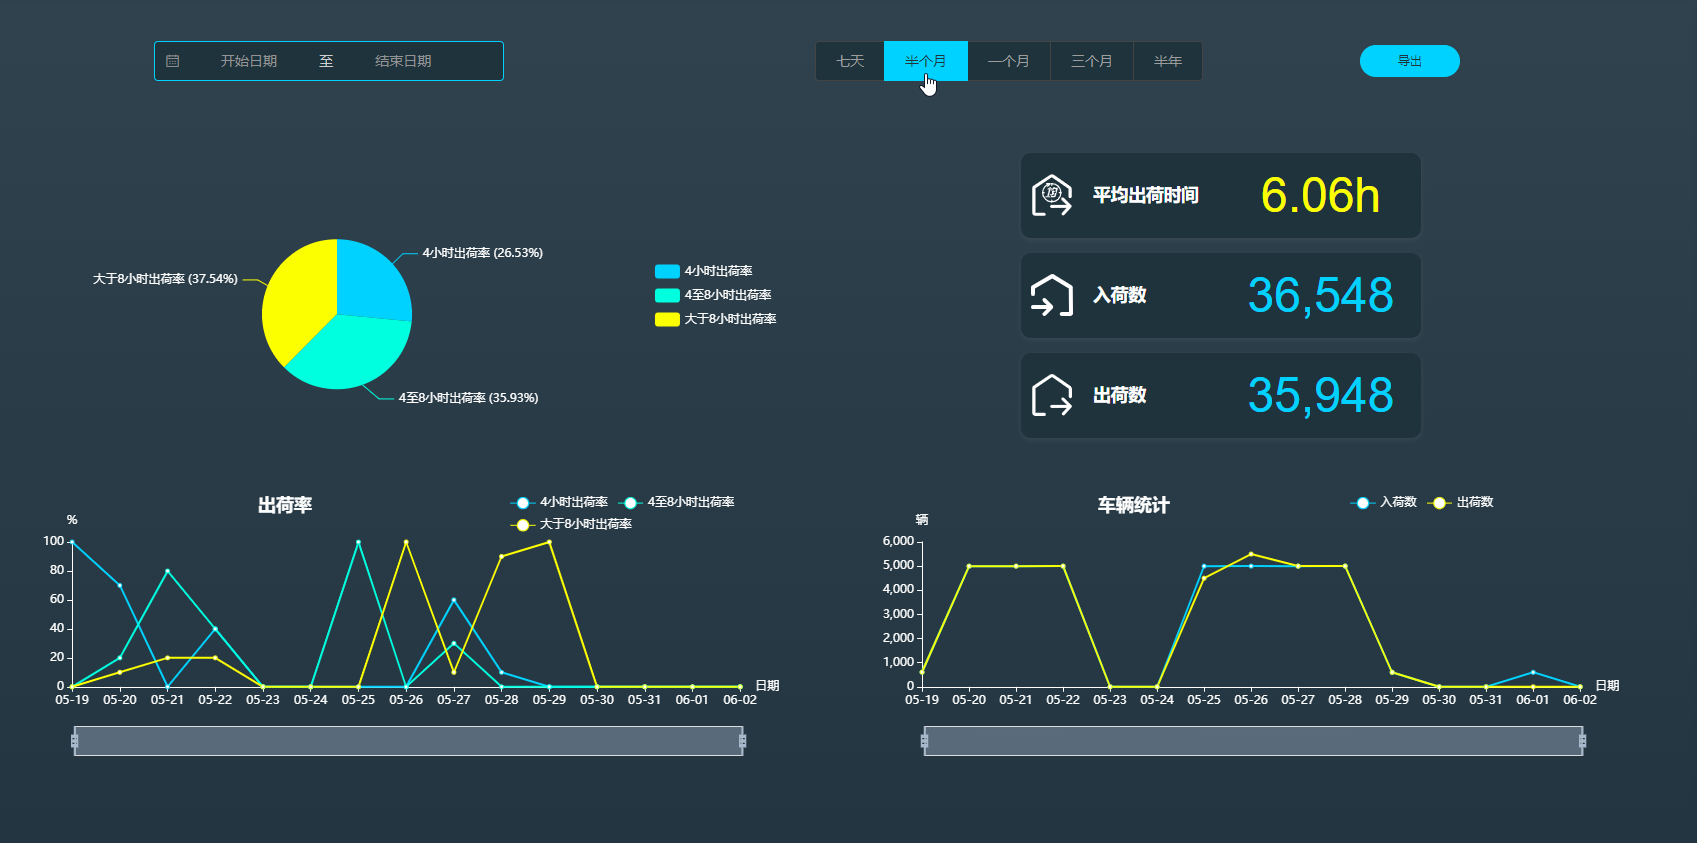 开始日期 至 结束日期
七天 半个月 一个月 三个月 半年
导出
4小时出荷率 (26.53%)
大于8小时出荷率 (37.54%)
4至8小时出荷率 (35.93%)
4小时出荷率
4至8小时出荷率
大于8小时出荷率
平均出荷时间 6.06h
入荷数 36,548
出荷数 35,948
出荷率
4小时出荷率 4至8小时出荷率
大于8小时出荷率
%
100
80
60
40
20
0
05-19 05-20 05-21 05-22 05-23 05-24 05-25 05-26 05-27 05-28 05-29 05-30 05-31 06-01 06-02
日期
车辆统计
入荷数 出荷数
辆
6,000
5,000
4,000
3,000
2,000
1,000
0
05-19 05-20 05-21 05-22 05-23 05-24 05-25 05-26 05-27 05-28 05-29 05-30 05-31 06-01 06-02
日期